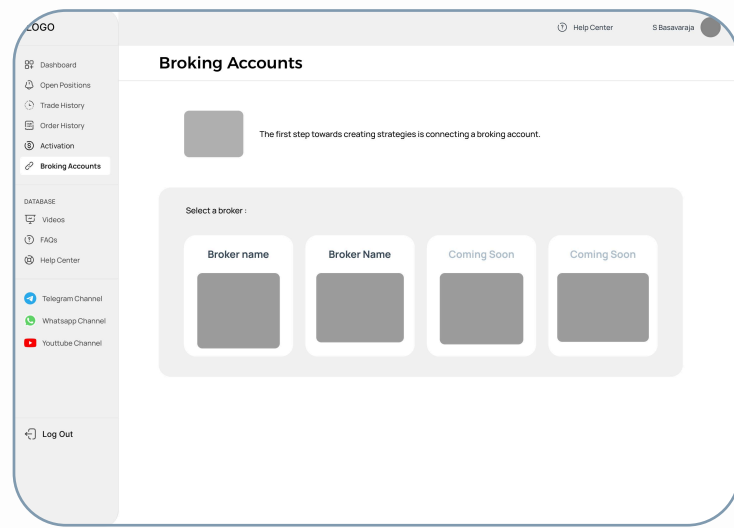 LOGO
Help Center
S Basavaraja
Dashboard
Open Positions
Trade History
Order History
Activation
Broking Accounts
DATABASE
Videos
FAQs
Help Center
Telegram Channel
Whatsapp Channel
Youttube Channel
Log Out
Broking Accounts
The first step towards creating strategies is connecting a broking account.
Select a broker :
Broker name
Broker Name
Coming Soon
Coming Soon